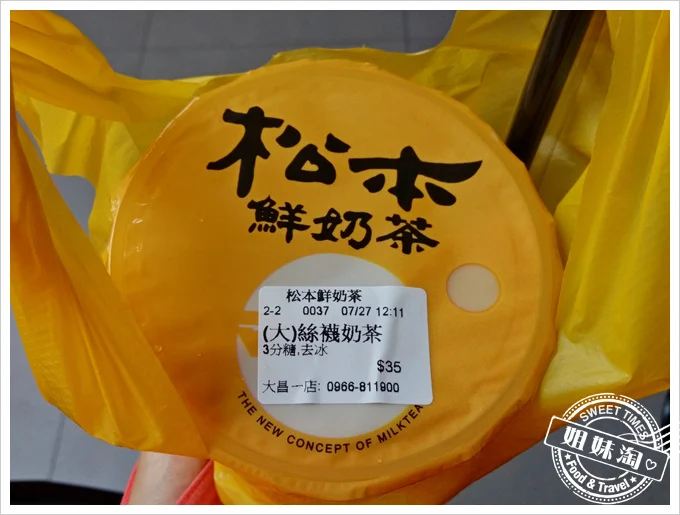 松本
鮮奶茶
松本鮮奶茶
2-2 0037 07/27 12:11
(大)絲襪奶茶
3分糖,去冰
$35
大昌一店: 0966-811900
THE NEW CONCEPT OF MILKTEA
SWEET TIMES
姐妹淘
Food & Travel